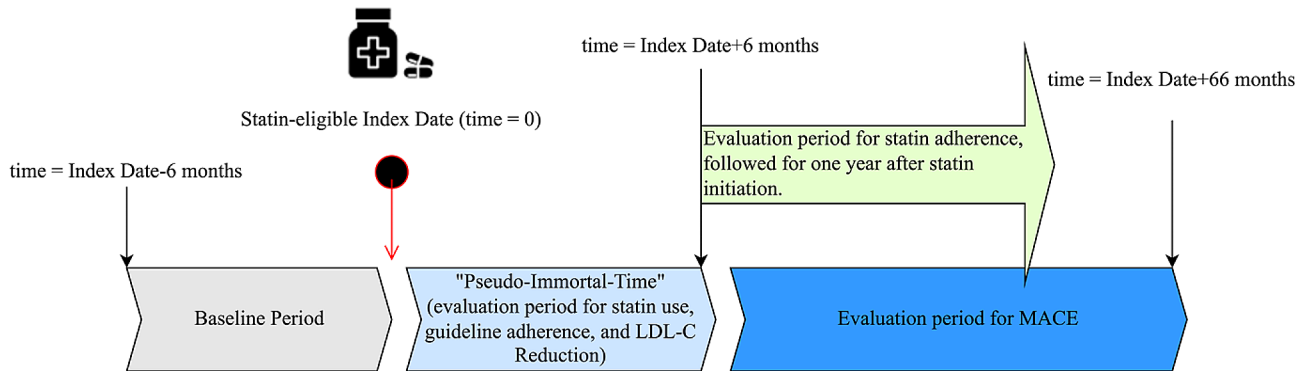 time = Index Date+6 months
time = Index Date+66 months
Statin-eligible Index Date (time = 0)
Evaluation period for statin adherence,
followed for one year after statin
initiation.
time = Index Date-6 months
Baseline Period
"Pseudo-Immortal-Time"
(evaluation period for statin use,
guideline adherence, and LDL-C
Reduction)
Evaluation period for MACE